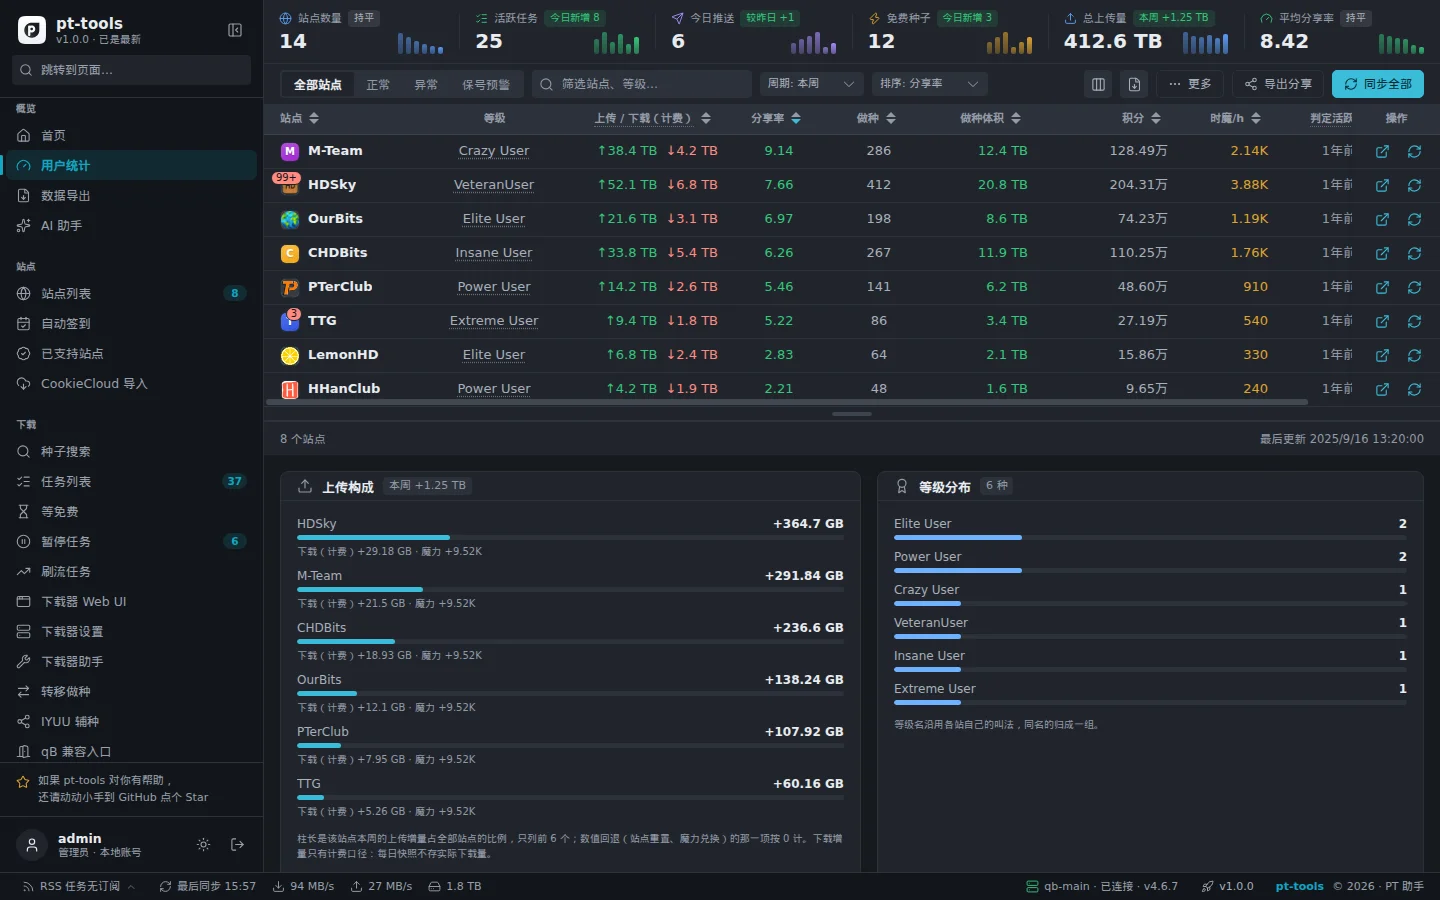 pt-tools
v1.0.0 · 已是最新
跳转到页面…
概览
首页
用户统计
数据导出
AI 助手
站点
站点列表 8
自动签到
已支持站点
CookieCloud 导入
下载
种子搜索
任务列表 37
等免费
暂停任务 6
刷流任务
下载器 Web UI
下载器设置
下载器助手
转移做种
IYUU 辅种
qB 兼容入口
如果 pt-tools 对你有帮助，
还请动动小手到 GitHub 点个 Star
admin
管理员 · 本地账号
站点数量 持平
14
活跃任务 今日新增 8
25
今日推送 较昨日 +1
6
免费种子 今日新增 3
12
总上传量 本周 +1.25 TB
412.6 TB
平均分享率 持平
8.42
全部站点 正常 异常 保号预警 筛选站点、等级… 周期: 本周 排序: 分享率 更多 导出分享 同步全部
站点 等级 上传 / 下载（计费） 分享率 做种 做种体积 积分 时魔/h 判定活跃 操作
M M-Team Crazy User ↑38.4 TB ↓4.2 TB 9.14 286 12.4 TB 128.49万 2.14K 1年前
99+ HDSky VeteranUser ↑52.1 TB ↓6.8 TB 7.66 412 20.8 TB 204.31万 3.88K 1年前
OurBits Elite User ↑21.6 TB ↓3.1 TB 6.97 198 8.6 TB 74.23万 1.19K 1年前
C CHDBits Insane User ↑33.8 TB ↓5.4 TB 6.26 267 11.9 TB 110.25万 1.76K 1年前
PTerClub Power User ↑14.2 TB ↓2.6 TB 5.46 141 6.2 TB 48.60万 910 1年前
3 TTG Extreme User ↑9.4 TB ↓1.8 TB 5.22 86 3.4 TB 27.19万 540 1年前
LemonHD Elite User ↑6.8 TB ↓2.4 TB 2.83 64 2.1 TB 15.86万 330 1年前
HHanClub Power User ↑4.2 TB ↓1.9 TB 2.21 48 1.6 TB 9.65万 240 1年前
8 个站点 最后更新 2025/9/16 13:20:00
上传构成 本周 +1.25 TB
HDSky +364.7 GB
下载（计费）+29.18 GB · 魔力 +9.52K
M-Team +291.84 GB
下载（计费）+21.5 GB · 魔力 +9.52K
CHDBits +236.6 GB
下载（计费）+18.93 GB · 魔力 +9.52K
OurBits +138.24 GB
下载（计费）+12.1 GB · 魔力 +9.52K
PTerClub +107.92 GB
下载（计费）+7.95 GB · 魔力 +9.52K
TTG +60.16 GB
下载（计费）+5.26 GB · 魔力 +9.52K
柱长是该站点本周的上传增量占全部站点的比例，只列前 6 个；数值回退（站点重置、魔力兑换）的那一项按 0 计。下载增
量只有计费口径：每日快照不存实际下载量。
等级分布 6 种
Elite User 2
Power User 2
Crazy User 1
VeteranUser 1
Insane User 1
Extreme User 1
等级名沿用各站自己的叫法，同名的归成一组。
RSS 任务无订阅 最后同步 15:57 94 MB/s 27 MB/s 1.8 TB qb-main · 已连接 · v4.6.7 v1.0.0 pt-tools © 2026 · PT 助手